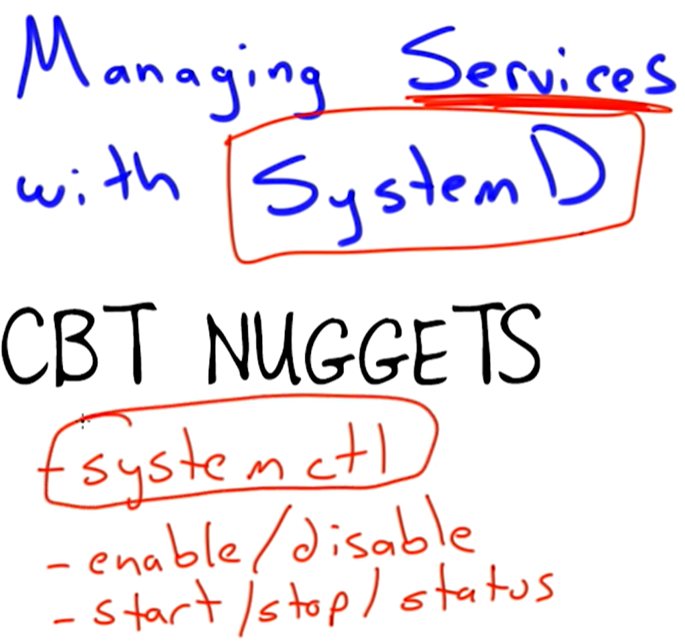 Managing Services
with SystemD
CBT NUGGETS
- systemctl
- enable/disable
- start/stop/status